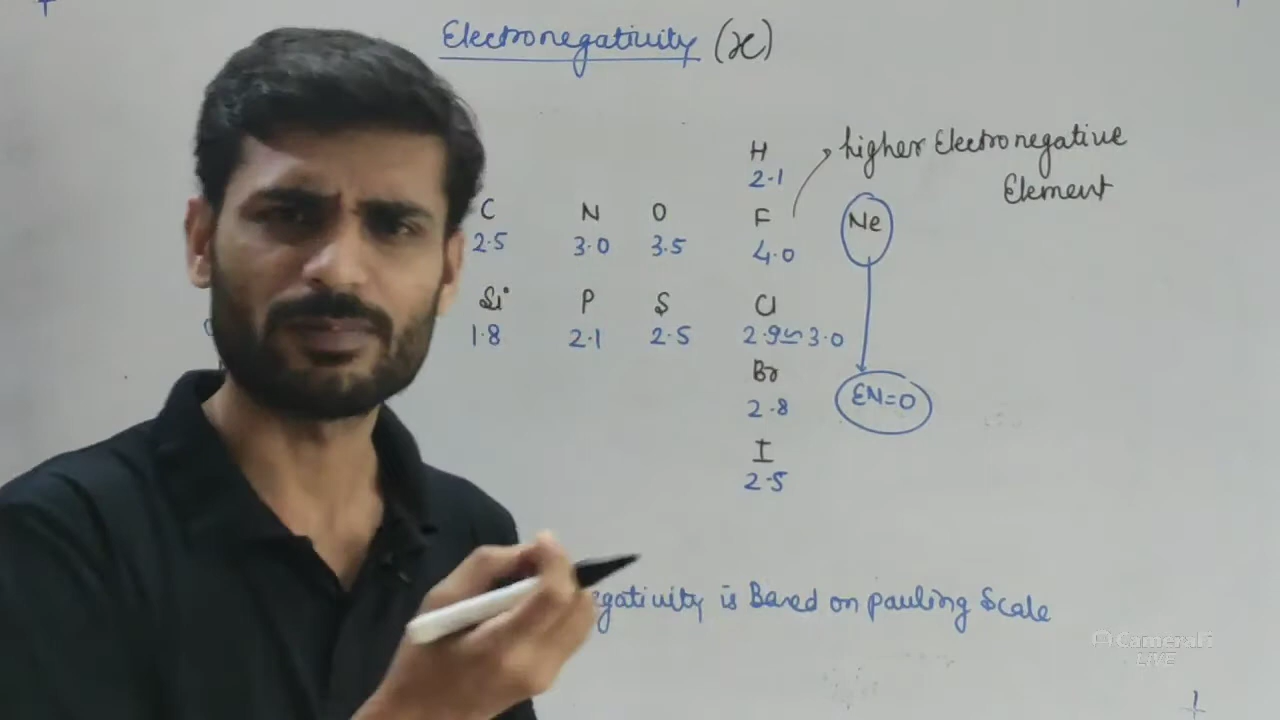 Electronegativity (x)
H
2.1
higher Electronegative
Element
C N O F Ne
2.5 3.0 3.5 4.0
Si P S Cl
1.8 2.1 2.5 2.9≃3.0
Br
2.8
EN=0
I
2.5
egativity is Based on pauling Scale
CameraFi
LIVE